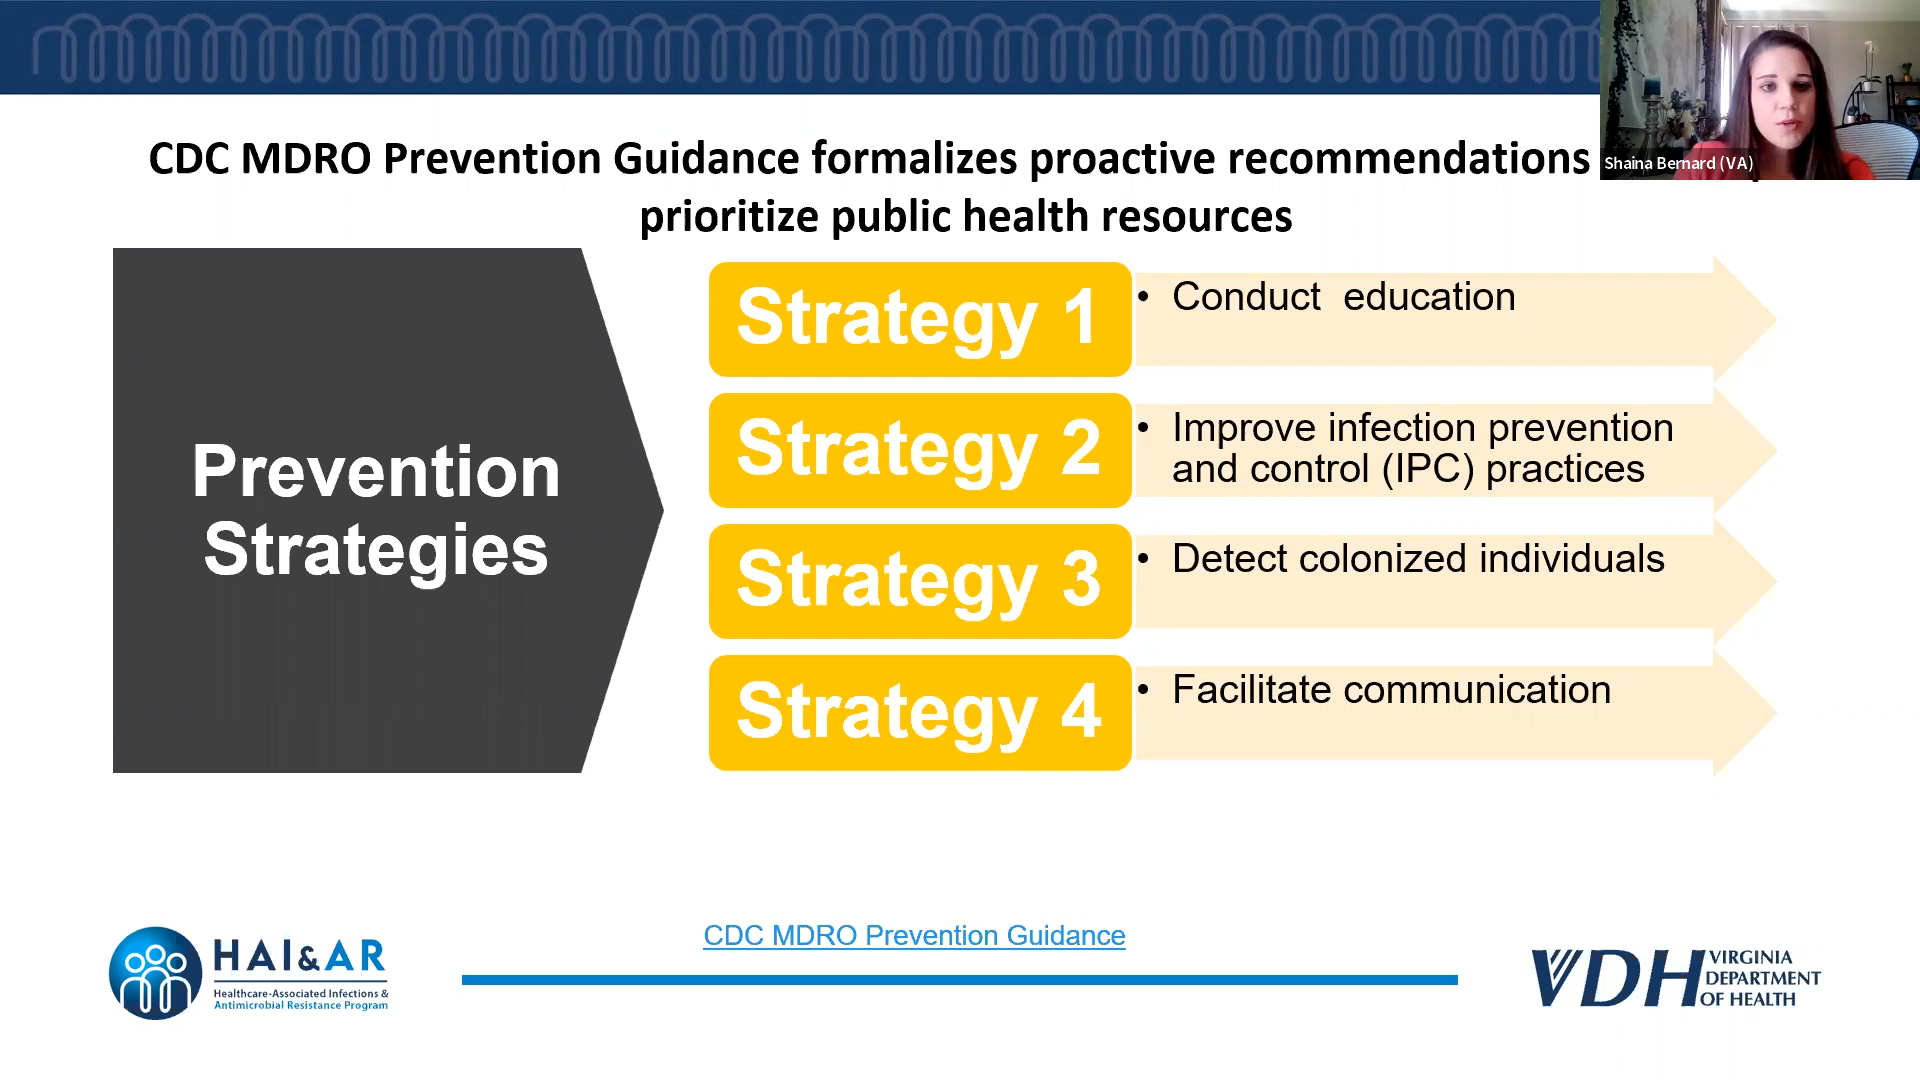 CDC MDRO Prevention Guidance formalizes proactive recommendations
prioritize public health resources
Shaina Bernard (VA)
Prevention
Strategies
Strategy 1
• Conduct education
Strategy 2
• Improve infection prevention
and control (IPC) practices
Strategy 3
• Detect colonized individuals
Strategy 4
• Facilitate communication
CDC MDRO Prevention Guidance
HAI&AR
Healthcare-Associated Infections &
Antimicrobial Resistance Program
VDH VIRGINIA
DEPARTMENT
OF HEALTH